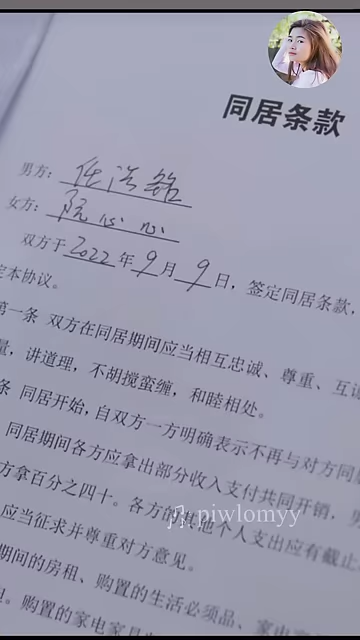 同居条款
男方：任浩铭
女方：阮心心
双方于2022年9月9日，签定同居条款，
定本协议。
第一条 双方在同居期间应当相互忠诚、尊重、互谅
量，讲道理，不胡搅蛮缠，和睦相处。
条 同居开始，自双方一方明确表示不再与对方同居
同居期间各方应拿出部分收入支付共同开销，男
方拿百分之四十。各方的其他个人支出应有截止
应当征求并尊重对方意见。
期间的房租、购置的生活必须品、家电家
购置的家电家具
piwlomyy